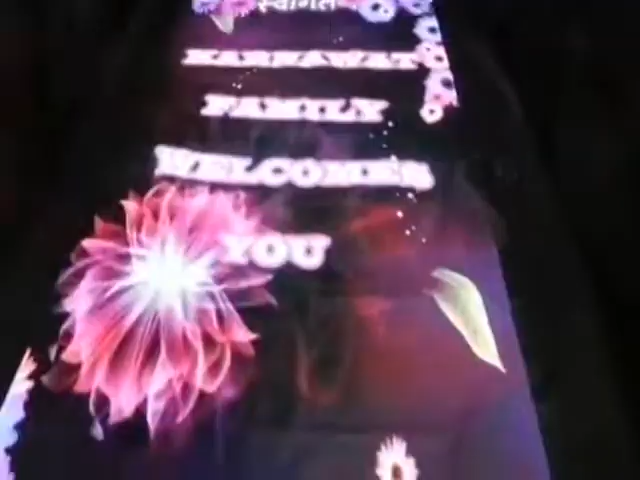 स्वागत
KARNAWAT
FAMILY
WELCOMES
YOU